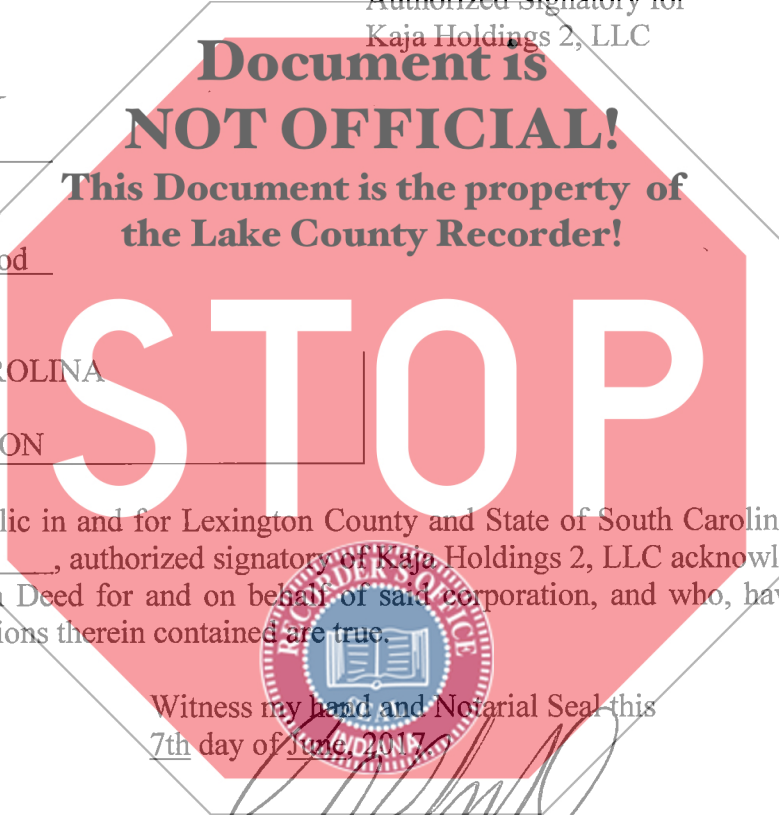 Authorized Signatory for
Kaja Holdings 2, LLC
Document is
NOT OFFICIAL!
This Document is the property of
the Lake County Recorder!
od
ROLINA
ON
STOP
lic in and for Lexington County and State of South Carolin
, authorized signatory of Kaja Holdings 2, LLC acknowl
Deed for and on behalf of said corporation, and who, hav
ions therein contained are true.
RECORDER'S OFFICE
INDIANA
Witness my hand and Notarial Seal this
7th day of June, 2017.